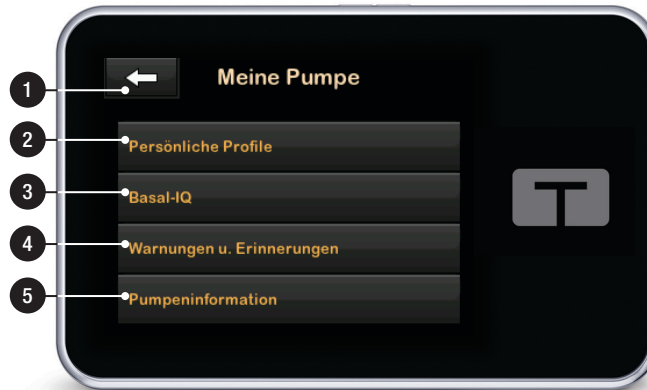 Meine Pumpe
1
2
Persönliche Profile
3
Basal-IQ
4
Warnungen u. Erinnerungen
5
Pumpeninformation